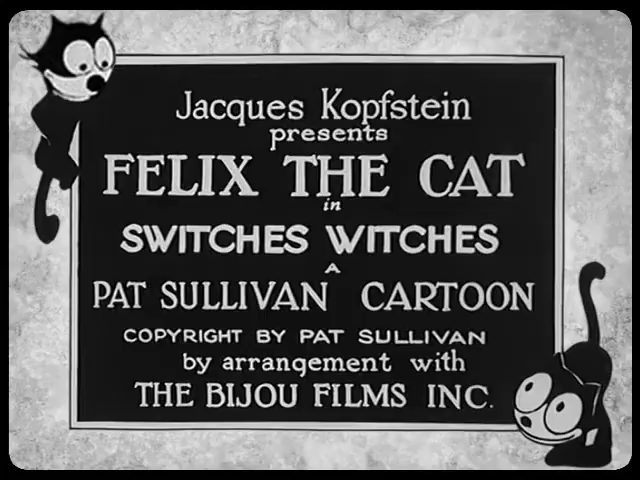 Jacques Kopfstein
presents
FELIX THE CAT
in
SWITCHES WITCHES
A
PAT SULLIVAN CARTOON
COPYRIGHT BY PAT SULLIVAN
by arrangement with
THE BIJOU FILMS INC.